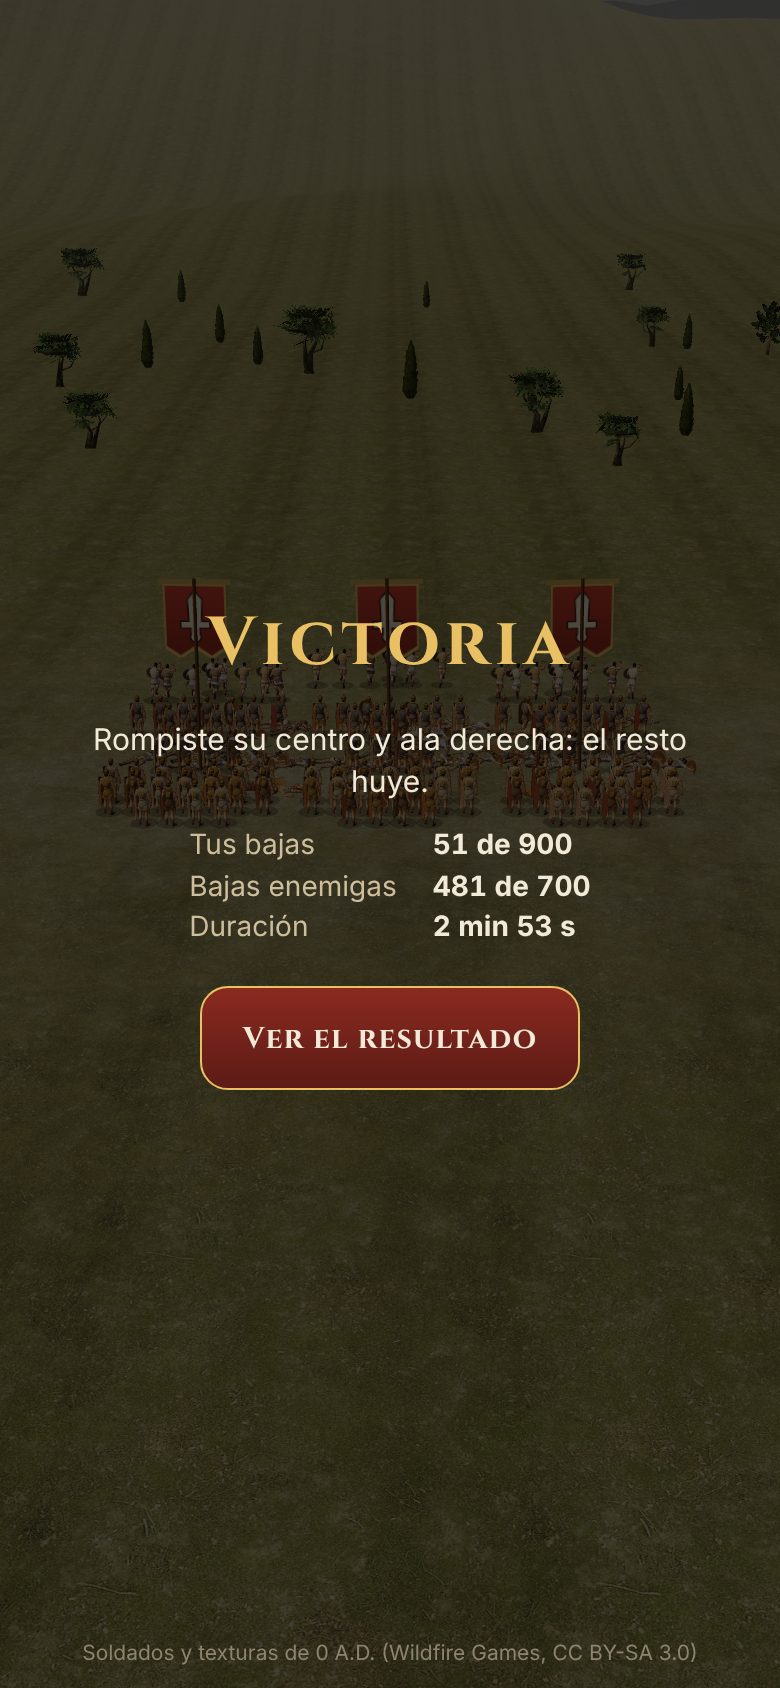 Victoria
Rompiste su centro y ala derecha: el resto
huye.
Tus bajas 51 de 900
Bajas enemigas 481 de 700
Duración 2 min 53 s
Ver el resultado
Soldados y texturas de 0 A.D. (Wildfire Games, CC BY-SA 3.0)